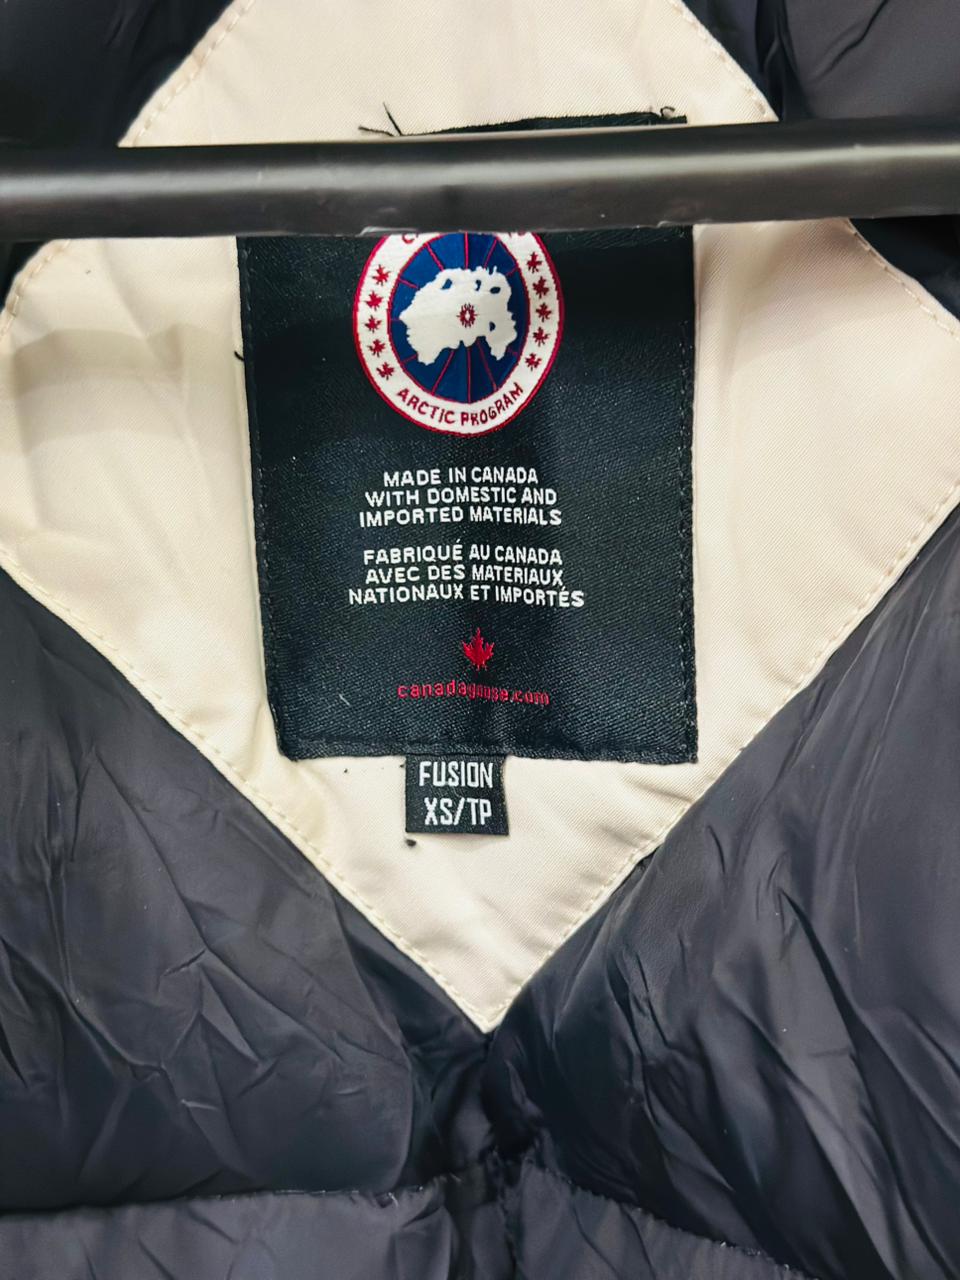 ARCTIC PROGRAM
MADE IN CANADA
WITH DOMESTIC AND
IMPORTED MATERIALS
FABRIQUÉ AU CANADA
AVEC DES MATERIAUX
NATIONAUX ET IMPORTÉS
canadagouse.com
FUSION
XS/TP